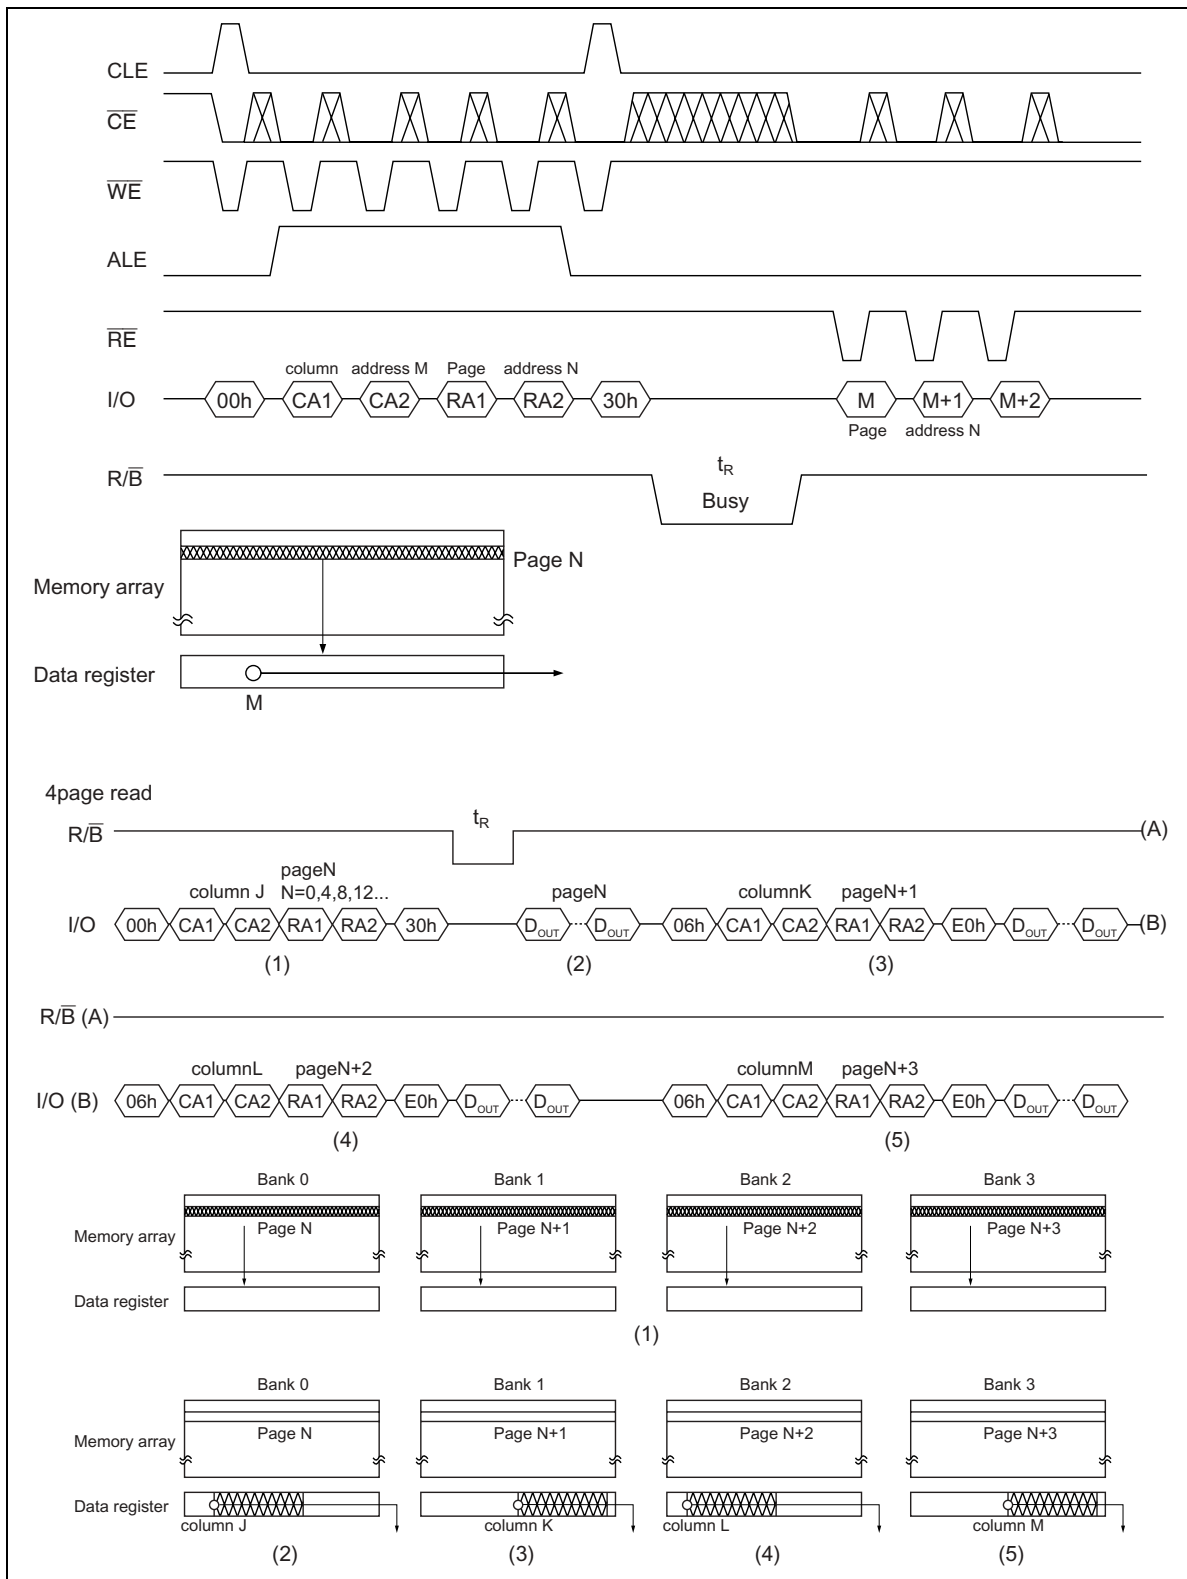 CLE
CE
WE
ALE
RE
column address M Page address N
I/O 00h CA1 CA2 RA1 RA2 30h M M+1 M+2
Page address N
R/B tR
Busy
Page N
Memory array
Data register
M
4page read
R/B tR (A)
column J pageN N=0,4,8,12... pageN columnK pageN+1
I/O 00h CA1 CA2 RA1 RA2 30h DOUT DOUT 06h CA1 CA2 RA1 RA2 E0h DOUT DOUT (B)
(1) (2) (3)
R/B (A)
columnL pageN+2 columnM pageN+3
I/O (B) 06h CA1 CA2 RA1 RA2 E0h DOUT DOUT 06h CA1 CA2 RA1 RA2 E0h DOUT DOUT
(4) (5)
Bank 0 Bank 1 Bank 2 Bank 3
Page N Page N+1 Page N+2 Page N+3
Memory array
Data register
(1)
Bank 0 Bank 1 Bank 2 Bank 3
Page N Page N+1 Page N+2 Page N+3
Memory array
Data register
column J column K column L column M
(2) (3) (4) (5)